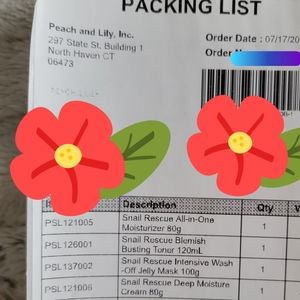 PACKING LIST
Peach and Lily, Inc.
297 State St, Building 1
North Haven CT
06473
Order Date : 07/17/20
Order
Description Qty
PSL121005 Snail Rescue All-in-One
Moisturizer 80g 1
PSL126001 Snail Rescue Blemish
Busting Toner 120mL 1
PSL137002 Snail Rescue Intensive Wash
-Off Jelly Mask 100g 1
PSL121006 Snail Rescue Deep Moisture
Cream 80g 1